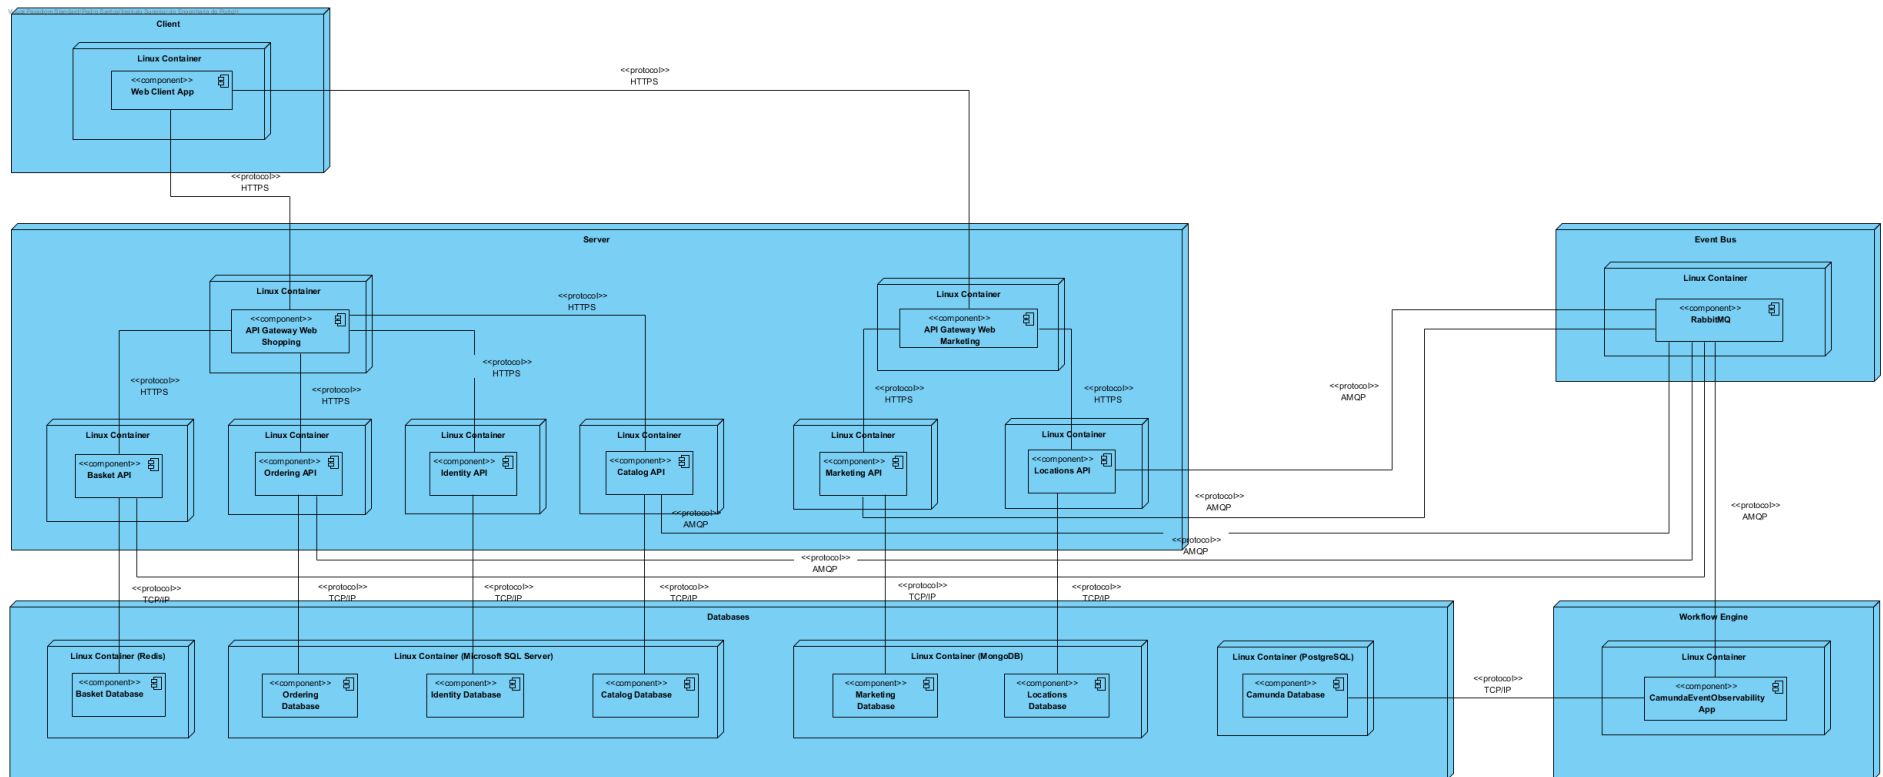 Client
Linux Container
<<component>>
Web Client App
<<protocol>>
HTTPS
<<protocol>>
HTTPS
Server
Linux Container
<<component>>
API Gateway Web
Shopping
<<protocol>>
HTTPS
Linux Container
<<component>>
API Gateway Web
Marketing
Event Bus
Linux Container
<<component>>
RabbitMQ
<<protocol>>
HTTPS
<<protocol>>
HTTPS
<<protocol>>
HTTPS
<<protocol>>
HTTPS
<<protocol>>
HTTPS
<<protocol>>
AMQP
Linux Container
<<component>>
Basket API
Linux Container
<<component>>
Ordering API
Linux Container
<<component>>
Identity API
Linux Container
<<component>>
Catalog API
Linux Container
<<component>>
Marketing API
Linux Container
<<component>>
Locations API
<<protocol>>
AMQP
<<protocol>>
AMQP
<<protocol>>
AMQP
<<protocol>>
AMQP
<<protocol>>
AMQP
<<protocol>>
TCP/IP
<<protocol>>
TCP/IP
<<protocol>>
TCP/IP
<<protocol>>
TCP/IP
<<protocol>>
TCP/IP
<<protocol>>
TCP/IP
Databases
Linux Container (Redis)
<<component>>
Basket Database
Linux Container (Microsoft SQL Server)
<<component>>
Ordering
Database
<<component>>
Identity Database
<<component>>
Catalog Database
Linux Container (MongoDB)
<<component>>
Marketing
Database
<<component>>
Locations
Database
Linux Container (PostgreSQL)
<<component>>
Camunda Database
<<protocol>>
TCP/IP
Workflow Engine
Linux Container
<<component>>
CamundaEventObservability
App